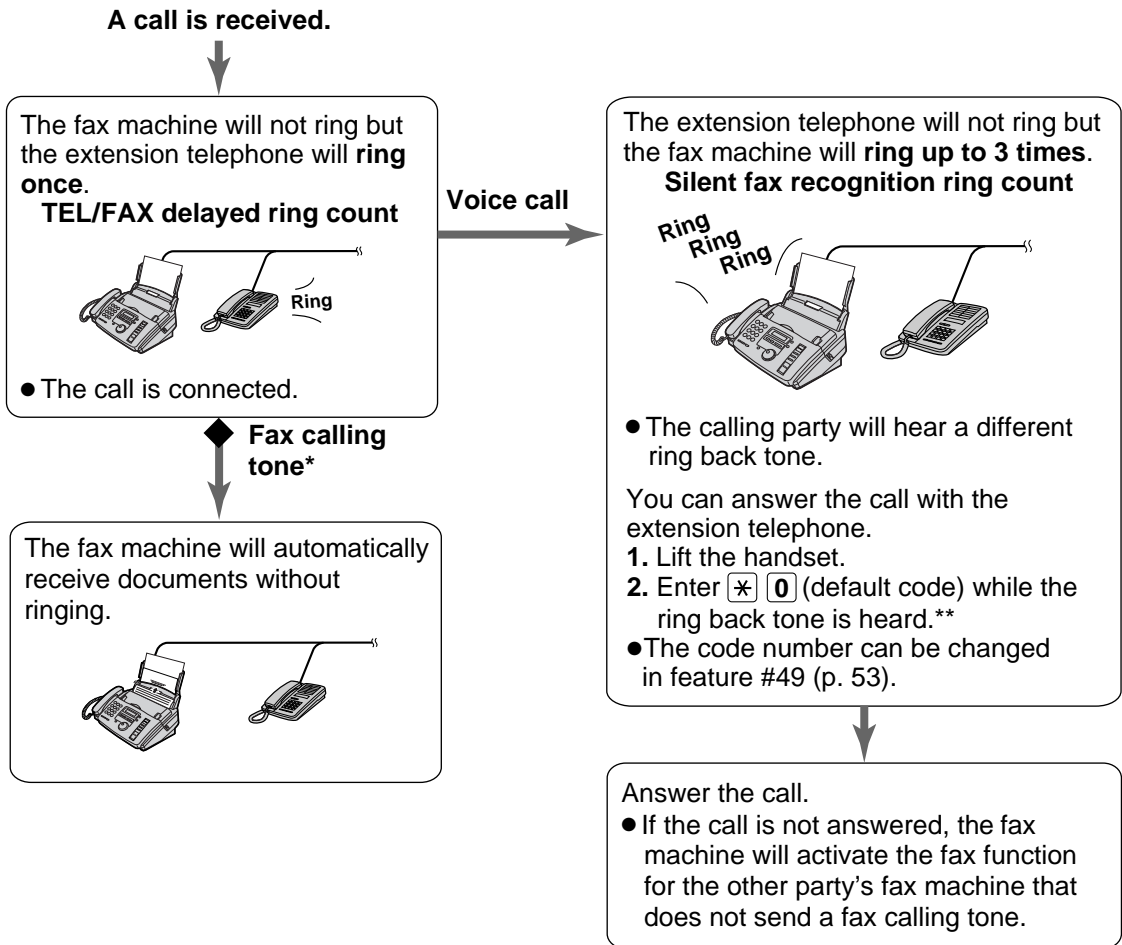 A call is received.
The fax machine will not ring but
the extension telephone will ring
once.
TEL/FAX delayed ring count
Ring
● The call is connected.
Fax calling
tone*
The fax machine will automatically
receive documents without
ringing.
Voice call
The extension telephone will not ring but
the fax machine will ring up to 3 times.
Silent fax recognition ring count
Ring
Ring
Ring
● The calling party will hear a different
ring back tone.
You can answer the call with the
extension telephone.
1. Lift the handset.
2. Enter * 0 (default code) while the
ring back tone is heard.**
●The code number can be changed
in feature #49 (p. 53).
Answer the call.
● If the call is not answered, the fax
machine will activate the fax function
for the other party's fax machine that
does not send a fax calling tone.